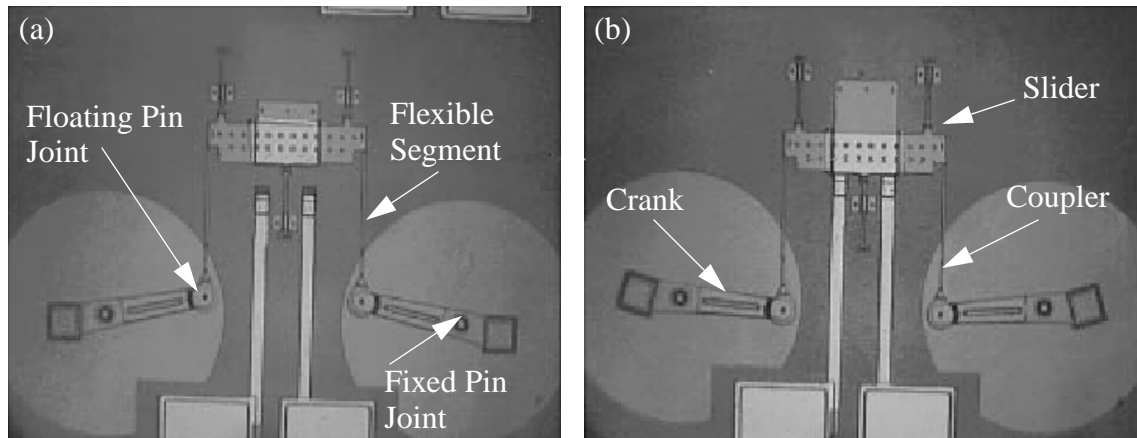 (a)
Floating Pin
Joint
Flexible
Segment
Fixed Pin
Joint
(b)
Slider
Crank
Coupler